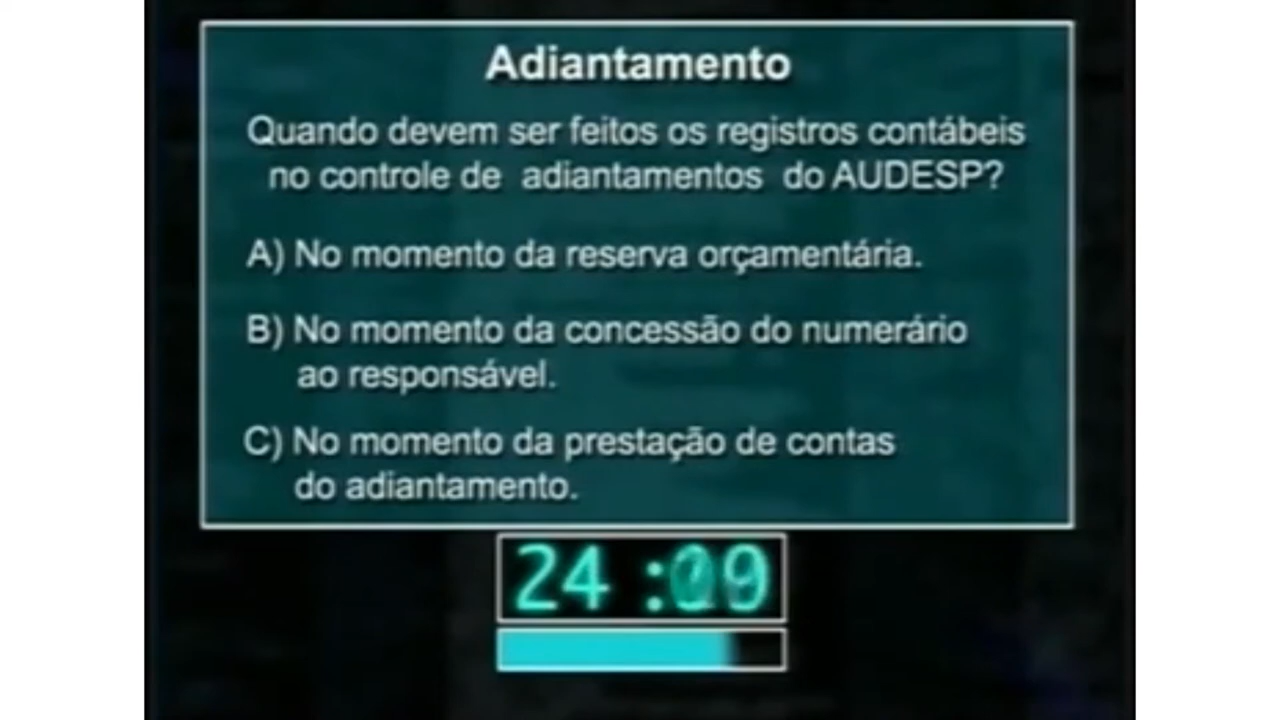 Adiantamento
Quando devem ser feitos os registros contábeis
no controle de adiantamentos do AUDESP?
A) No momento da reserva orçamentária.
B) No momento da concessão do numerário
ao responsável.
C) No momento da prestação de contas
do adiantamento.
24 :